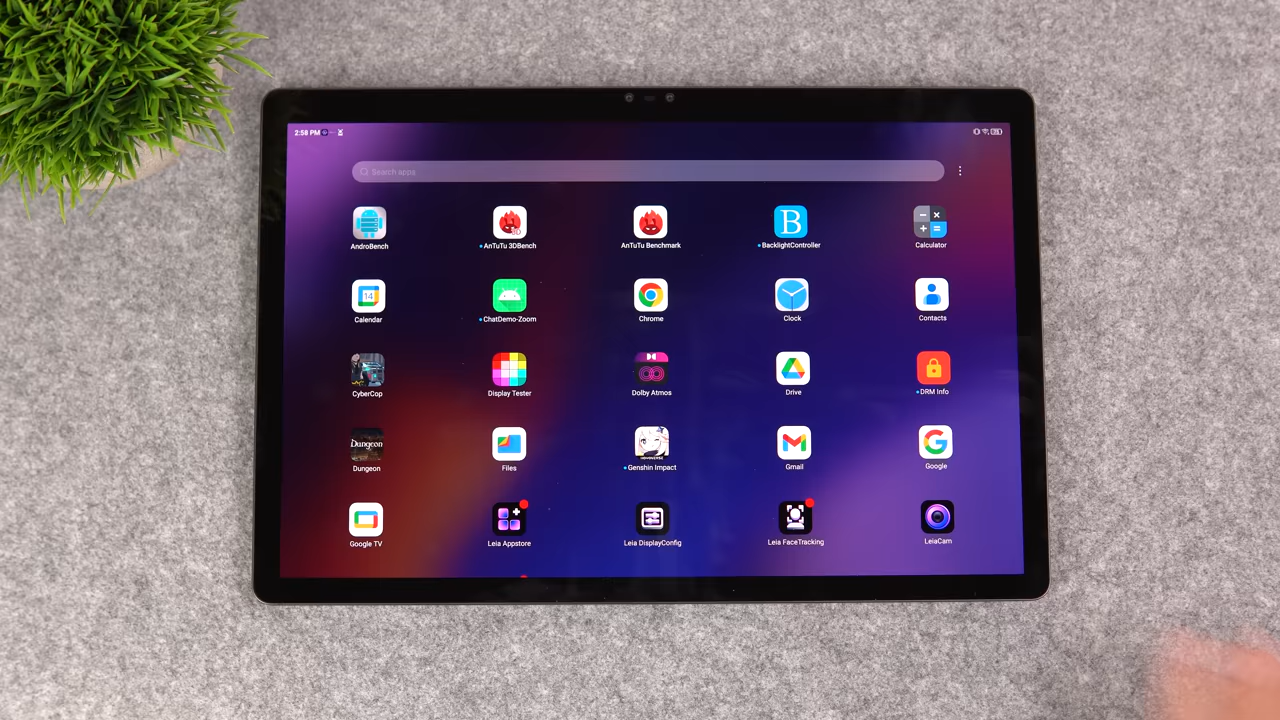 2:58 PM
Search apps
AndroBench
AnTuTu 3DBench
AnTuTu Benchmark
B
BacklightController
Calculator
14
Calendar
ChatDemo-Zoom
Chrome
Clock
Contacts
CyberCop
Display Tester
Dolby Atmos
Drive
DRM Info
Dungeon
Dungeon
Files
Genshin Impact
Gmail
Google
Google TV
Leia Appstore
Leia DisplayConfig
Leia FaceTracking
LeiaCam